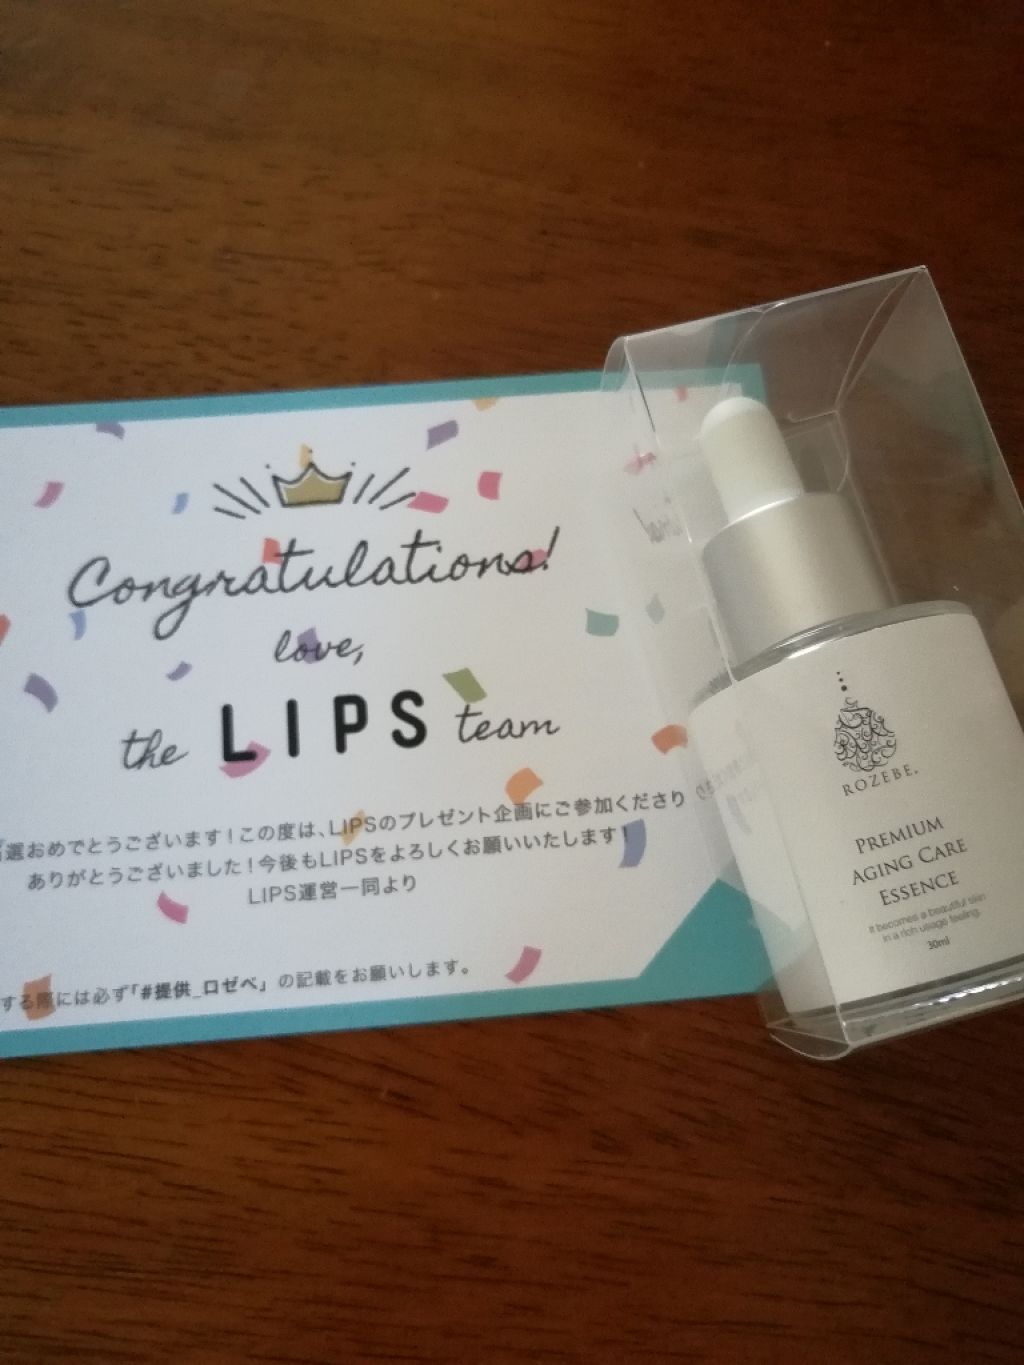 Congratulations!
love,
the LIPS team
選おめでとうございます！この度は、LIPSのプレゼント企画にご参加くださり
ありがとうございました！今後もLIPSをよろしくお願いいたします！
LIPS運営一同より
する際には必ず「#提供_ロゼベ」の記載をお願いします。
ROZEBE.
PREMIUM
AGING CARE
ESSENCE
It becomes a beautiful skin
in a rich usage feeling.
30ml